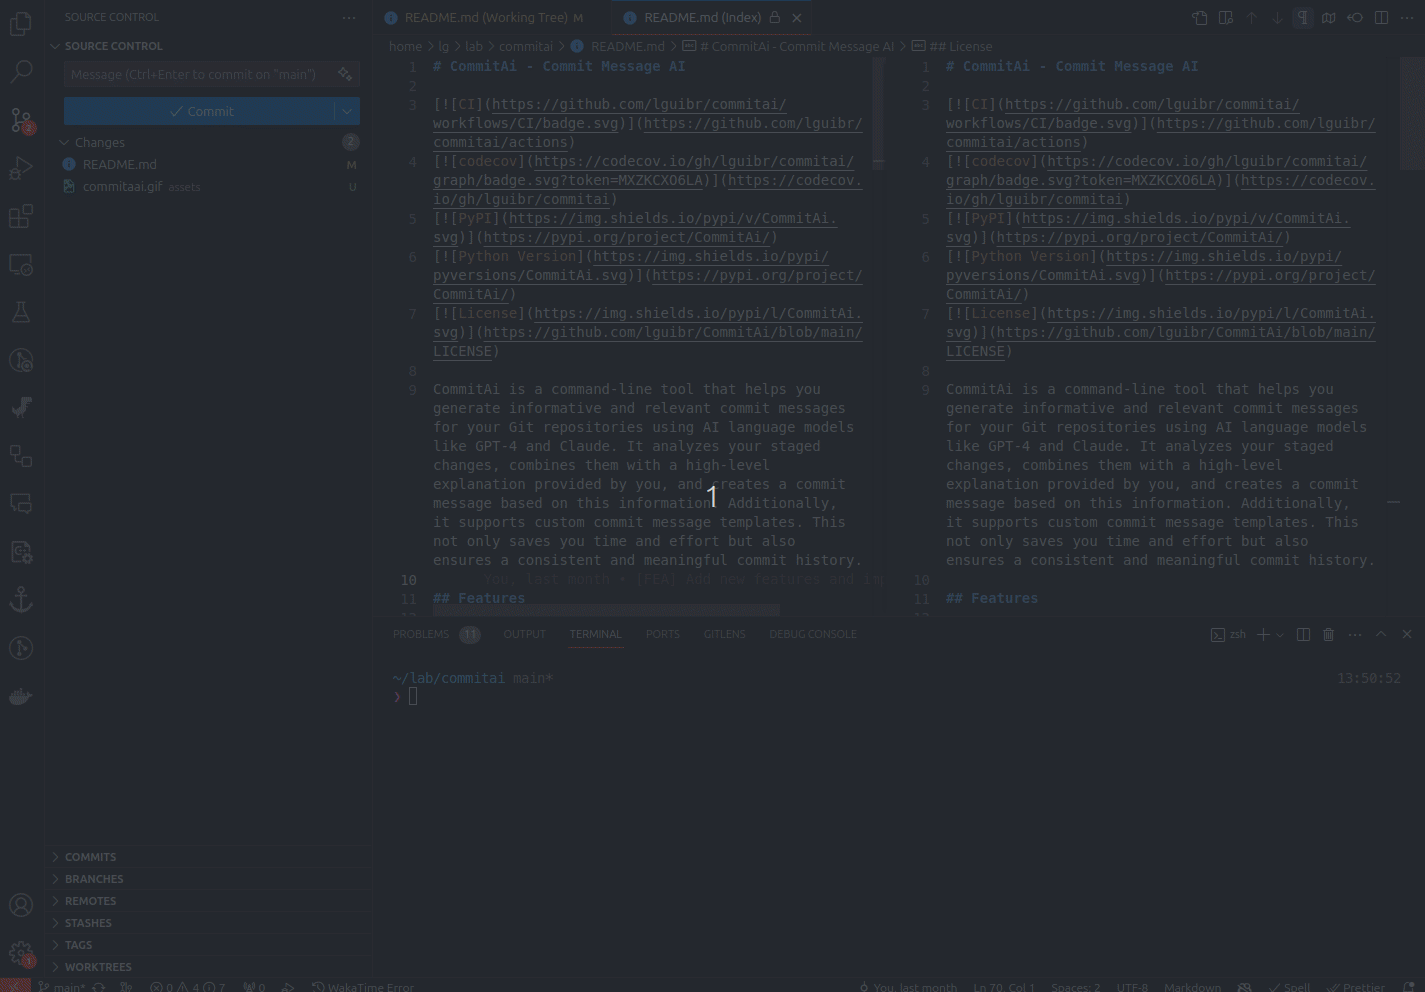 SOURCE CONTROL
SOURCE CONTROL
Message (Ctrl+Enter to commit on "main")
Commit
Changes 2
README.md M
commitaai.gif assets U
COMMITS
BRANCHES
REMOTES
STASHES
TAGS
WORKTREES
2
1
README.md (Working Tree) M
README.md (Index)
home > lg > lab > commitai > README.md > # CommitAi - Commit Message AI > ## License
1 # CommitAi - Commit Message AI
2
3 [![CI](https://github.com/lguibr/commitai/
workflows/CI/badge.svg)](https://github.com/lguibr/
commitai/actions)
4 [![codecov](https://codecov.io/gh/lguibr/commitai/
graph/badge.svg?token=MXZKCXO6LA)](https://codecov.
io/gh/lguibr/commitai)
5 [![PyPI](https://img.shields.io/pypi/v/CommitAi.
svg)](https://pypi.org/project/CommitAi/)
6 [![Python Version](https://img.shields.io/pypi/
pyversions/CommitAi.svg)](https://pypi.org/project/
CommitAi/)
7 [![License](https://img.shields.io/pypi/l/CommitAi.
svg)](https://github.com/lguibr/CommitAi/blob/main/
LICENSE)
8
9 CommitAi is a command-line tool that helps you
generate informative and relevant commit messages
for your Git repositories using AI language models
like GPT-4 and Claude. It analyzes your staged
changes, combines them with a high-level
explanation provided by you, and creates a commit
message based on this information. Additionally,
it supports custom commit message templates. This
not only saves you time and effort but also
ensures a consistent and meaningful commit history.
10 You, last month • [FEA] Add new features and
11 ## Features
1 # CommitAi - Commit Message AI
2
3 [![CI](https://github.com/lguibr/commitai/
workflows/CI/badge.svg)](https://github.com/lguibr/
commitai/actions)
4 [![codecov](https://codecov.io/gh/lguibr/commitai/
graph/badge.svg?token=MXZKCXO6LA)](https://codecov.
io/gh/lguibr/commitai)
5 [![PyPI](https://img.shields.io/pypi/v/CommitAi.
svg)](https://pypi.org/project/CommitAi/)
6 [![Python Version](https://img.shields.io/pypi/
pyversions/CommitAi.svg)](https://pypi.org/project/
CommitAi/)
7 [![License](https://img.shields.io/pypi/l/CommitAi.
svg)](https://github.com/lguibr/CommitAi/blob/main/
LICENSE)
8
9 CommitAi is a command-line tool that helps you
generate informative and relevant commit messages
for your Git repositories using AI language models
like GPT-4 and Claude. It analyzes your staged
changes, combines them with a high-level
explanation provided by you, and creates a commit
message based on this information. Additionally,
it supports custom commit message templates. This
not only saves you time and effort but also
ensures a consistent and meaningful commit history.
10
11 ## Features
1
PROBLEMS 11 OUTPUT TERMINAL PORTS GITLENS DEBUG CONSOLE zsh
~/lab/commitai main* 13:50:52
❯
main* 0 4 7 0 WakaTime Error You, last month Ln 70, Col 1 Spaces: 2 UTF-8 Markdown Spell Prettier